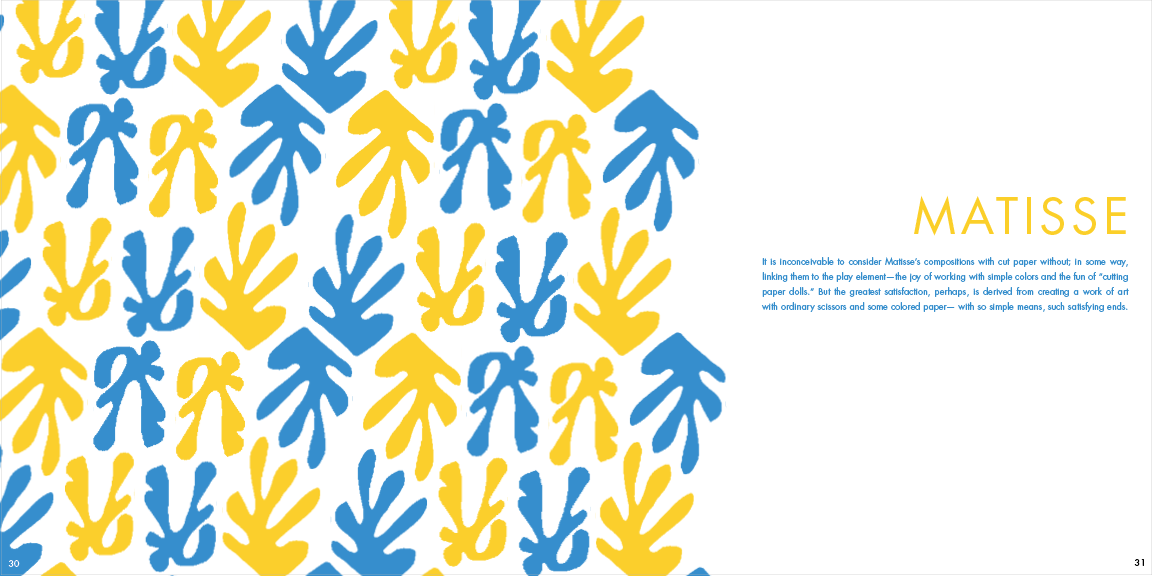 MATISSE
It is inconceivable to consider Matisse's compositions with cut paper without; in some way,
linking them to the play element—the joy of working with simple colors and the fun of “cutting
paper dolls.” But the greatest satisfaction, perhaps, is derived from creating a work of art
with ordinary scissors and some colored paper— with so simple means, such satisfying ends.
30
31